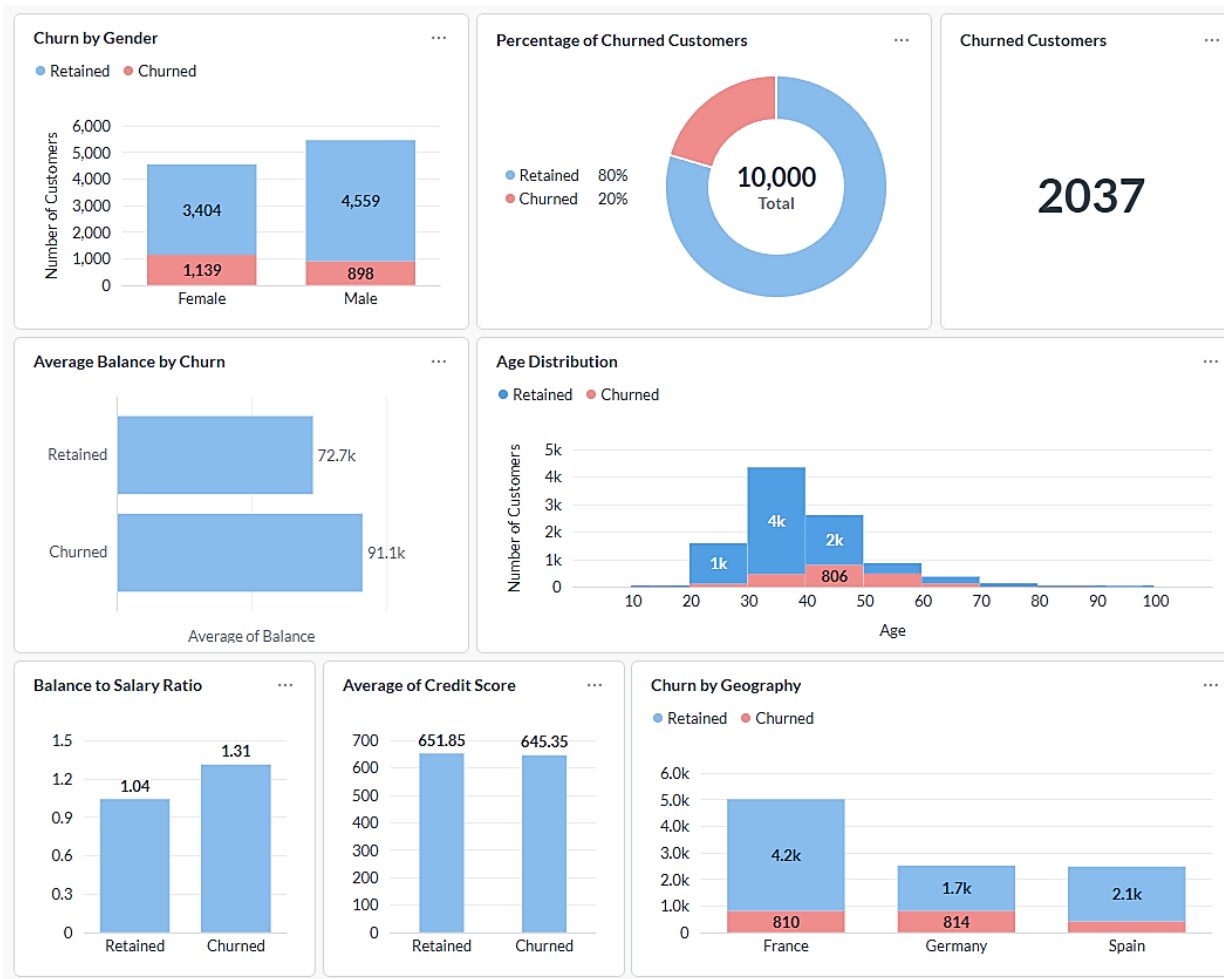 Churn by Gender
Retained Churned
Number of Customers
6,000
5,000
4,000
3,000
2,000
1,000
0
3,404
4,559
1,139
898
Female Male
Percentage of Churned Customers
Retained 80%
Churned 20%
10,000
Total
Churned Customers
2037
Average Balance by Churn
Retained 72.7k
Churned 91.1k
Average of Balance
Age Distribution
Retained Churned
Number of Customers
5k
4k
3k
2k
1k
0
1k
4k
2k
806
10 20 30 40 50 60 70 80 90 100
Age
Balance to Salary Ratio
1.5
1.2
0.9
0.6
0.3
0
1.04
1.31
Retained Churned
Average of Credit Score
700
600
500
400
300
200
100
0
651.85 645.35
Retained Churned
Churn by Geography
Retained Churned
6.0k
5.0k
4.0k
3.0k
2.0k
1.0k
0
4.2k
1.7k
2.1k
810
814
France Germany Spain